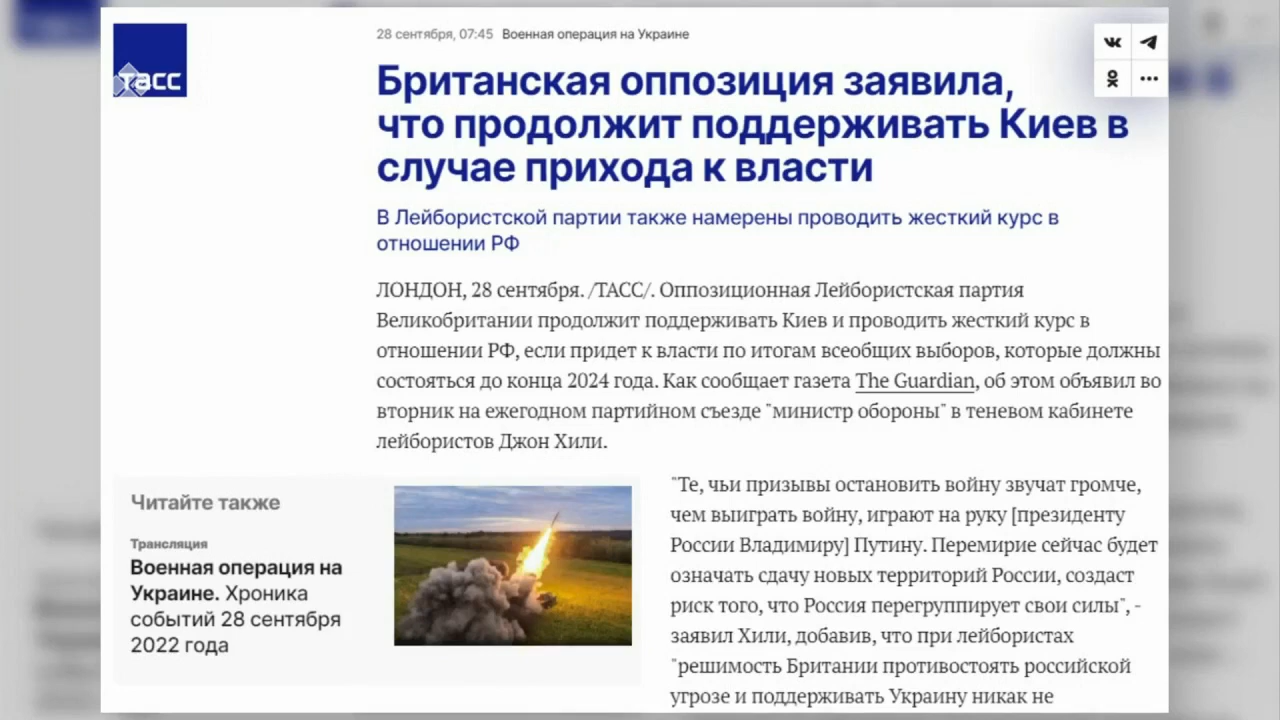 тасс
28 сентября, 07:45 Военная операция на Украине
Британская оппозиция заявила,
что продолжит поддерживать Киев в
случае прихода к власти
В Лейбористской партии также намерены проводить жесткий курс в
отношении РФ
ЛОНДОН, 28 сентября. /ТАСС/. Оппозиционная Лейбористская партия
Великобритании продолжит поддерживать Киев и проводить жесткий курс в
отношении РФ, если придет к власти по итогам всеобщих выборов, которые должны
состояться до конца 2024 года. Как сообщает газета The Guardian, об этом объявил во
вторник на ежегодном партийном съезде "министр обороны" в теневом кабинете
лейбористов Джон Хили.
Читайте также
Трансляция
Военная операция на
Украине. Хроника
событий 28 сентября
2022 года
"Те, чьи призывы остановить войну звучат громче,
чем выиграть войну, играют на руку [президенту
России Владимиру] Путину. Перемирие сейчас будет
означать сдачу новых территорий России, создаст
риск того, что Россия перегруппирует свои силы", -
заявил Хили, добавив, что при лейбористах
"решимость Британии противостоять российской
угрозе и поддерживать Украину никак не